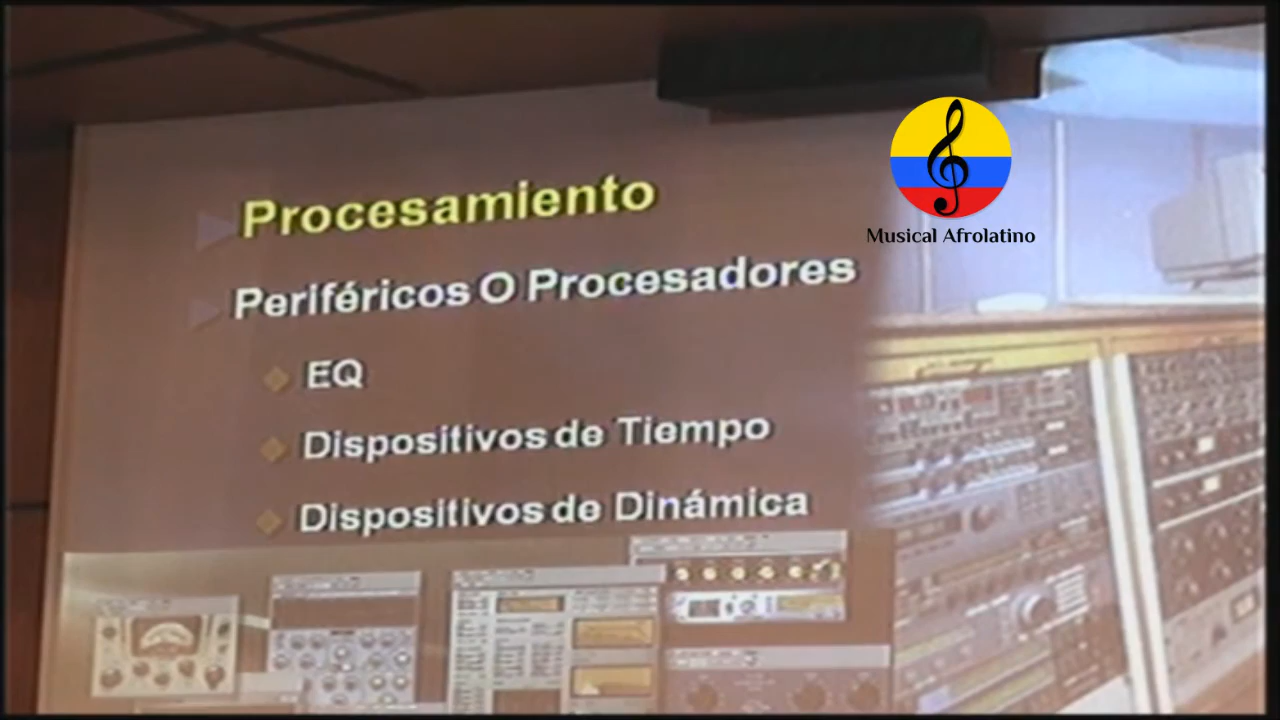 Procesamiento
Periféricos O Procesadores
EQ
Dispositivos de Tiempo
Dispositivos de Dinámica
Musical Afrolatino